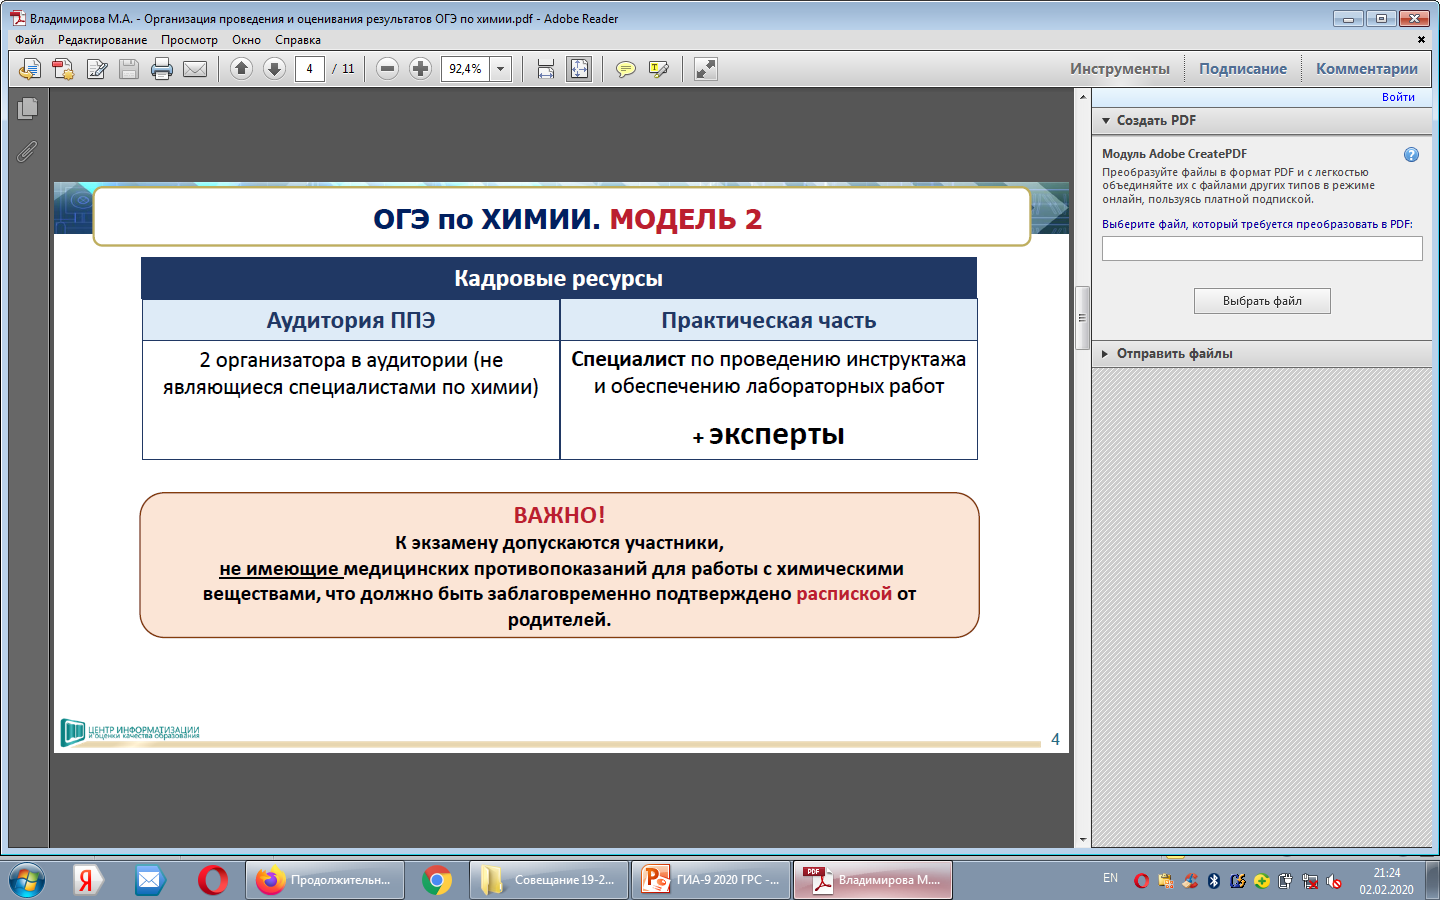 Владимирова М.А. - Организация проведения и оценивания результатов ОГЭ по химии.pdf - Adobe Reader
Файл Редактирование Просмотр Окно Справка
4 / 11 92,4% Инструменты Подписание Комментарии
Войти
Создать PDF
Модуль Adobe CreatePDF
Преобразуйте файлы в формат PDF и с легкостью
объединяйте их с файлами других типов в режиме
онлайн, пользуясь платной подпиской.
Выберите файл, который требуется преобразовать в PDF:
Выбрать файл
Отправить файлы
ОГЭ по ХИМИИ. МОДЕЛЬ 2
Кадровые ресурсы
Аудитория ППЭ
Практическая часть
2 организатора в аудитории (не
являющиеся специалистами по химии)
Специалист по проведению инструктажа
и обеспечению лабораторных работ
+ эксперты
ВАЖНО!
К экзамену допускаются участники,
не имеющие медицинских противопоказаний для работы с химическими
веществами, что должно быть заблаговременно подтверждено распиской от
родителей.
ЦЕНТР ИНФОРМАТИЗАЦИИ
и оценки качества образования
4
Продолжительн...
Совещание 19-2...
ГИА-9 2020 ГРС -...
PDF
Владимирова М....
EN
21:24
02.02.2020